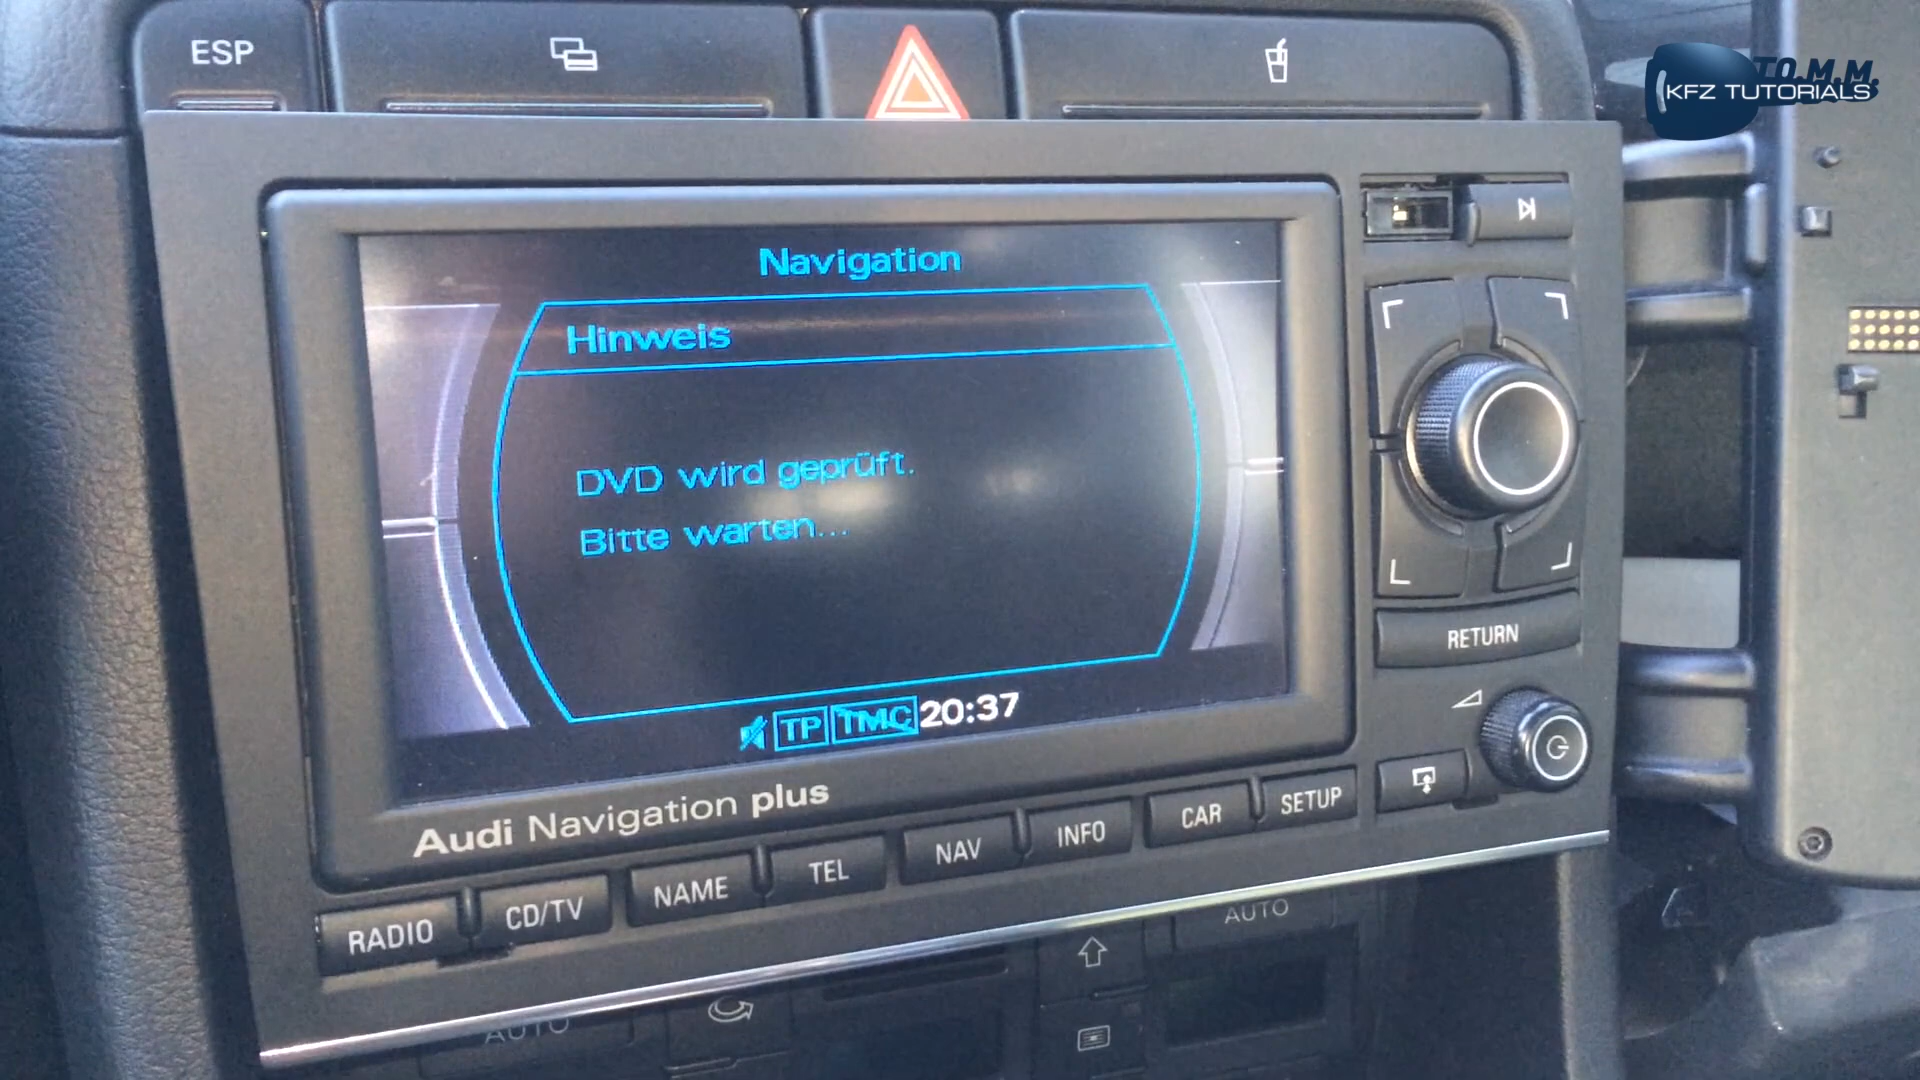 ESP
TO.M.M.
KFZ TUTORIALS
Navigation
Hinweis
DVD wird geprüft.
Bitte warten...
TP TMC 20:37
RETURN
Audi Navigation plus
RADIO CD/TV NAME TEL NAV INFO CAR SETUP
AUTO
AUTO